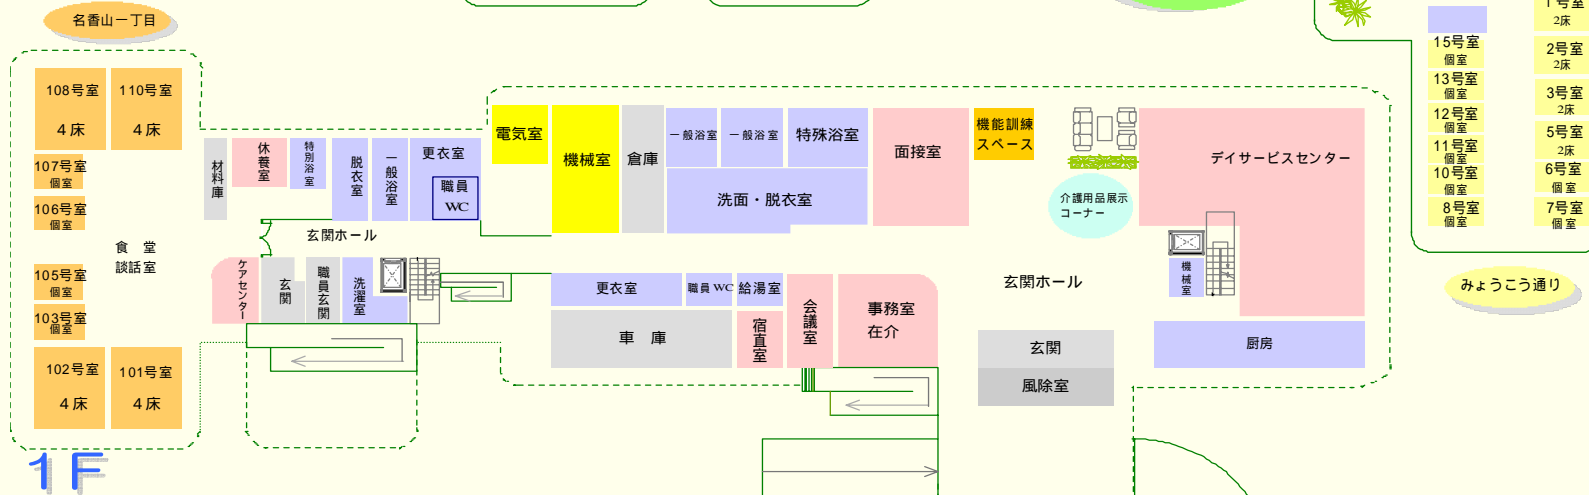 名香山一丁目
108号室
4床
110号室
4床
107号室
個室
106号室
個室
食 堂
談話室
105号室
個室
103号室
個室
102号室
4床
101号室
4床
1F
材料庫
休養室
特別浴室
脱衣室
一般浴室
更衣室
職員
WC
玄関ホール
ケアセンター
玄関
職員玄関
洗濯室
電気室
機械室
倉庫
一般浴室
一般浴室
特殊浴室
洗面・脱衣室
面接室
機能訓練
スペース
デイサービスセンター
介護用品展示
コーナー
機械室
更衣室
職員 WC
給湯室
車 庫
宿直室
会議室
事務室
在介
玄関ホール
玄関
風除室
厨房
15号室
個室
13号室
個室
12号室
個室
11号室
個室
10号室
個室
8号室
個室
1号室
2床
2号室
2床
3号室
2床
5号室
2床
6号室
個室
7号室
個室
みょうこう通り